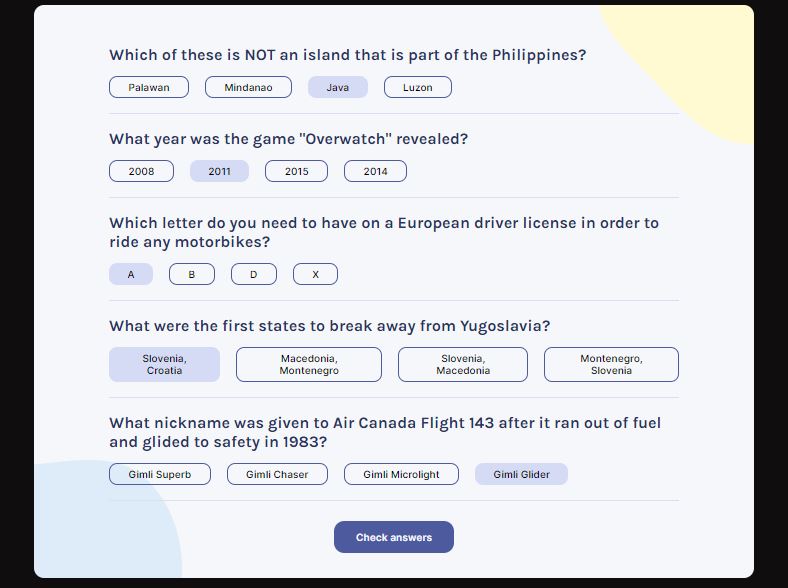 Which of these is NOT an island that is part of the Philippines?
Palawan Mindanao Java Luzon
What year was the game "Overwatch" revealed?
2008 2011 2015 2014
Which letter do you need to have on a European driver license in order to
ride any motorbikes?
A B D X
What were the first states to break away from Yugoslavia?
Slovenia,
Croatia
Macedonia,
Montenegro
Slovenia,
Macedonia
Montenegro,
Slovenia
What nickname was given to Air Canada Flight 143 after it ran out of fuel
and glided to safety in 1983?
Gimli Superb Gimli Chaser Gimli Microlight Gimli Glider
Check answers